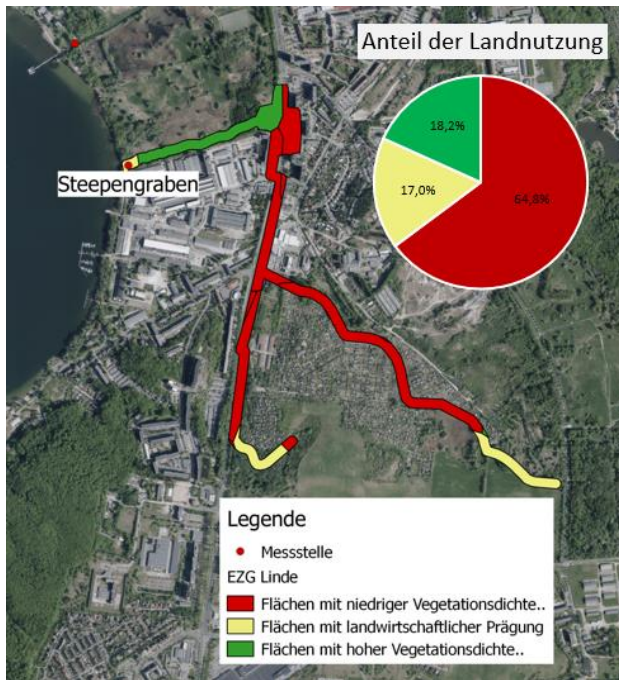 Anteil der Landnutzung
18,2%
17,0%
64,8%
Steepengraben
Legende
Messstelle
EZG Linde
Flächen mit niedriger Vegetationsdichte..
Flächen mit landwirtschaftlicher Prägung
Flächen mit hoher Vegetationsdichte..